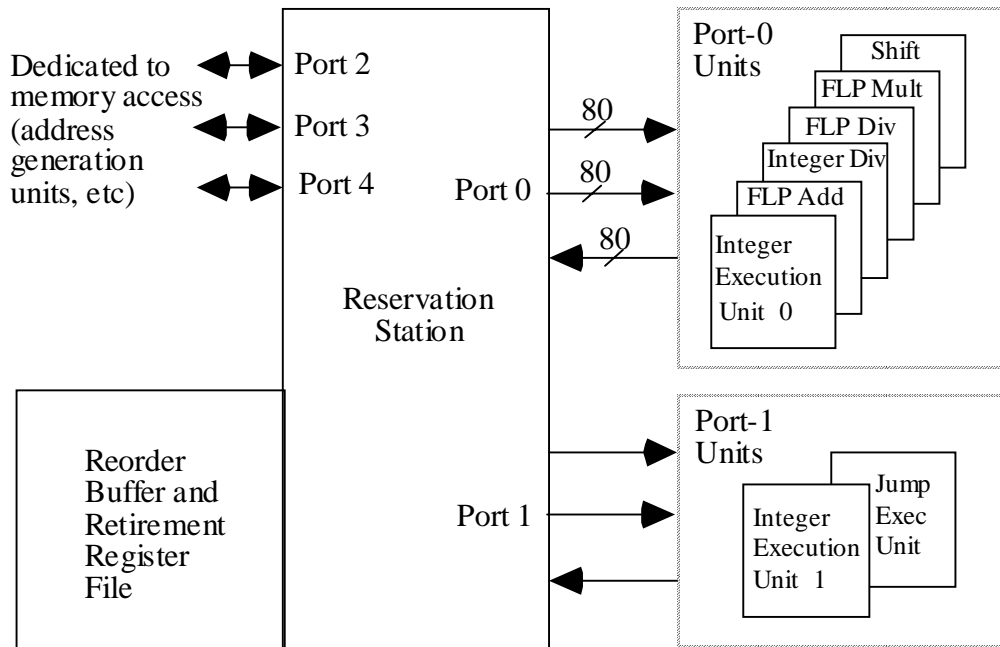 Dedicated to
memory access
(address
generation
units, etc)
Port 2
Port 3
Port 4
Port 0
Reservation
Station
Port 1
Reorder
Buffer and
Retirement
Register
File
80
80
80
Port-0
Units
Shift
FLP Mult
FLP Div
Integer Div
FLP Add
Integer
Execution
Unit 0
Port-1
Units
Integer
Execution
Unit 1
Jump
Exec
Unit